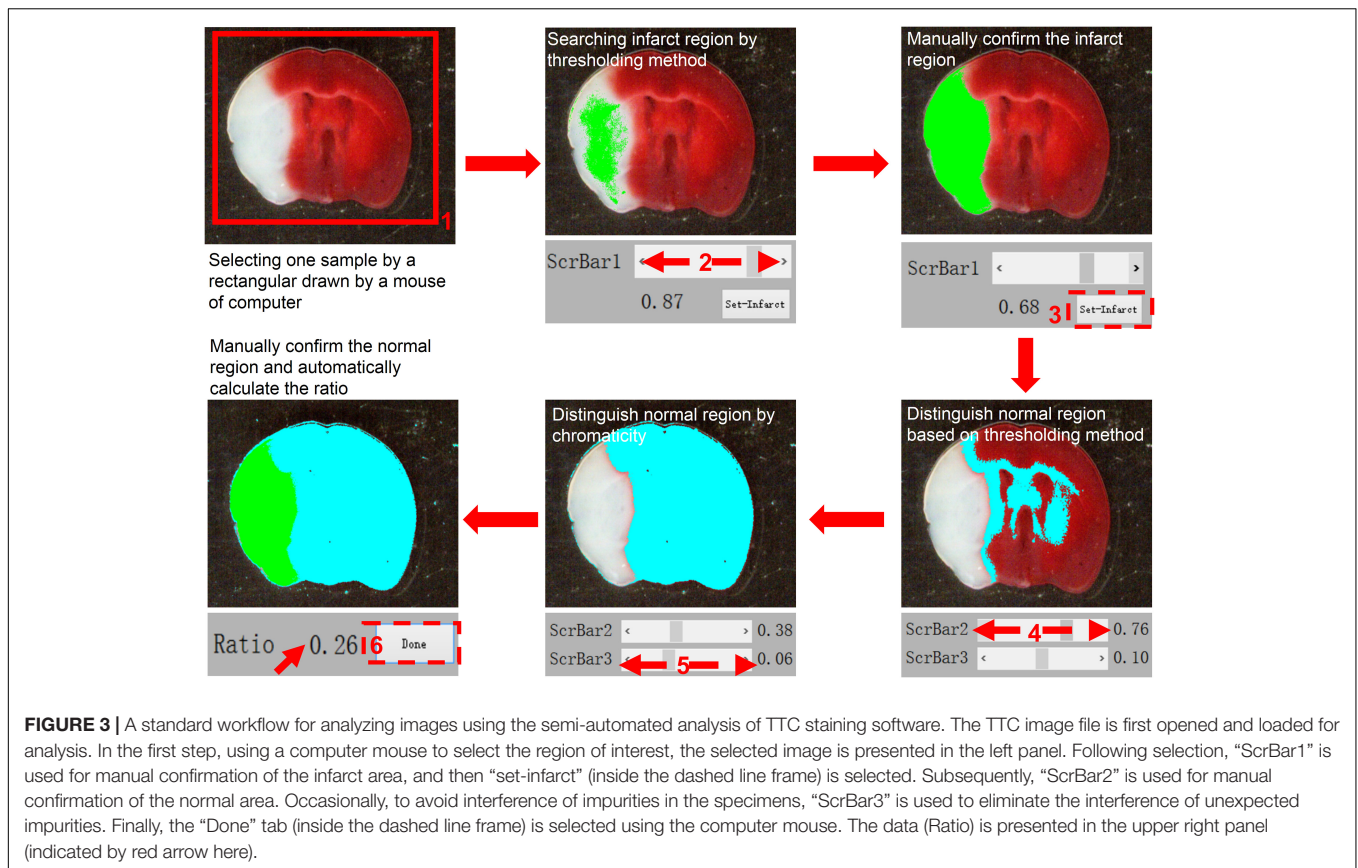 1
Selecting one sample by a
rectangular drawn by a mouse
of computer
Searching infarct region by
thresholding method
ScrBar1 < 2 >
0.87 Set-Infarct
Manually confirm the infarct
region
ScrBar1 < >
0.68 3 Set-Infarct
Distinguish normal region
based on thresholding method
ScrBar2 4 0.76
ScrBar3 < > 0.10
Distinguish normal region by
chromaticity
ScrBar2 < > 0.38
ScrBar3 < 5 > 0.06
Manually confirm the normal
region and automatically
calculate the ratio
Ratio 0.26 6 Done
FIGURE 3 | A standard workflow for analyzing images using the semi-automated analysis of TTC staining software. The TTC image file is first opened and loaded for
analysis. In the first step, using a computer mouse to select the region of interest, the selected image is presented in the left panel. Following selection, “ScrBar1” is
used for manual confirmation of the infarct area, and then “set-infarct” (inside the dashed line frame) is selected. Subsequently, “ScrBar2” is used for manual
confirmation of the normal area. Occasionally, to avoid interference of impurities in the specimens, “ScrBar3” is used to eliminate the interference of unexpected
impurities. Finally, the “Done” tab (inside the dashed line frame) is selected using the computer mouse. The data (Ratio) is presented in the upper right panel
(indicated by red arrow here).